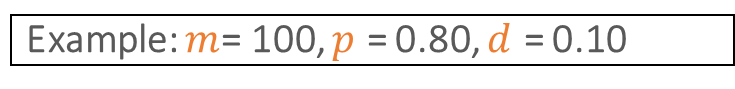 Example: m= 100, p = 0.80, d = 0.10